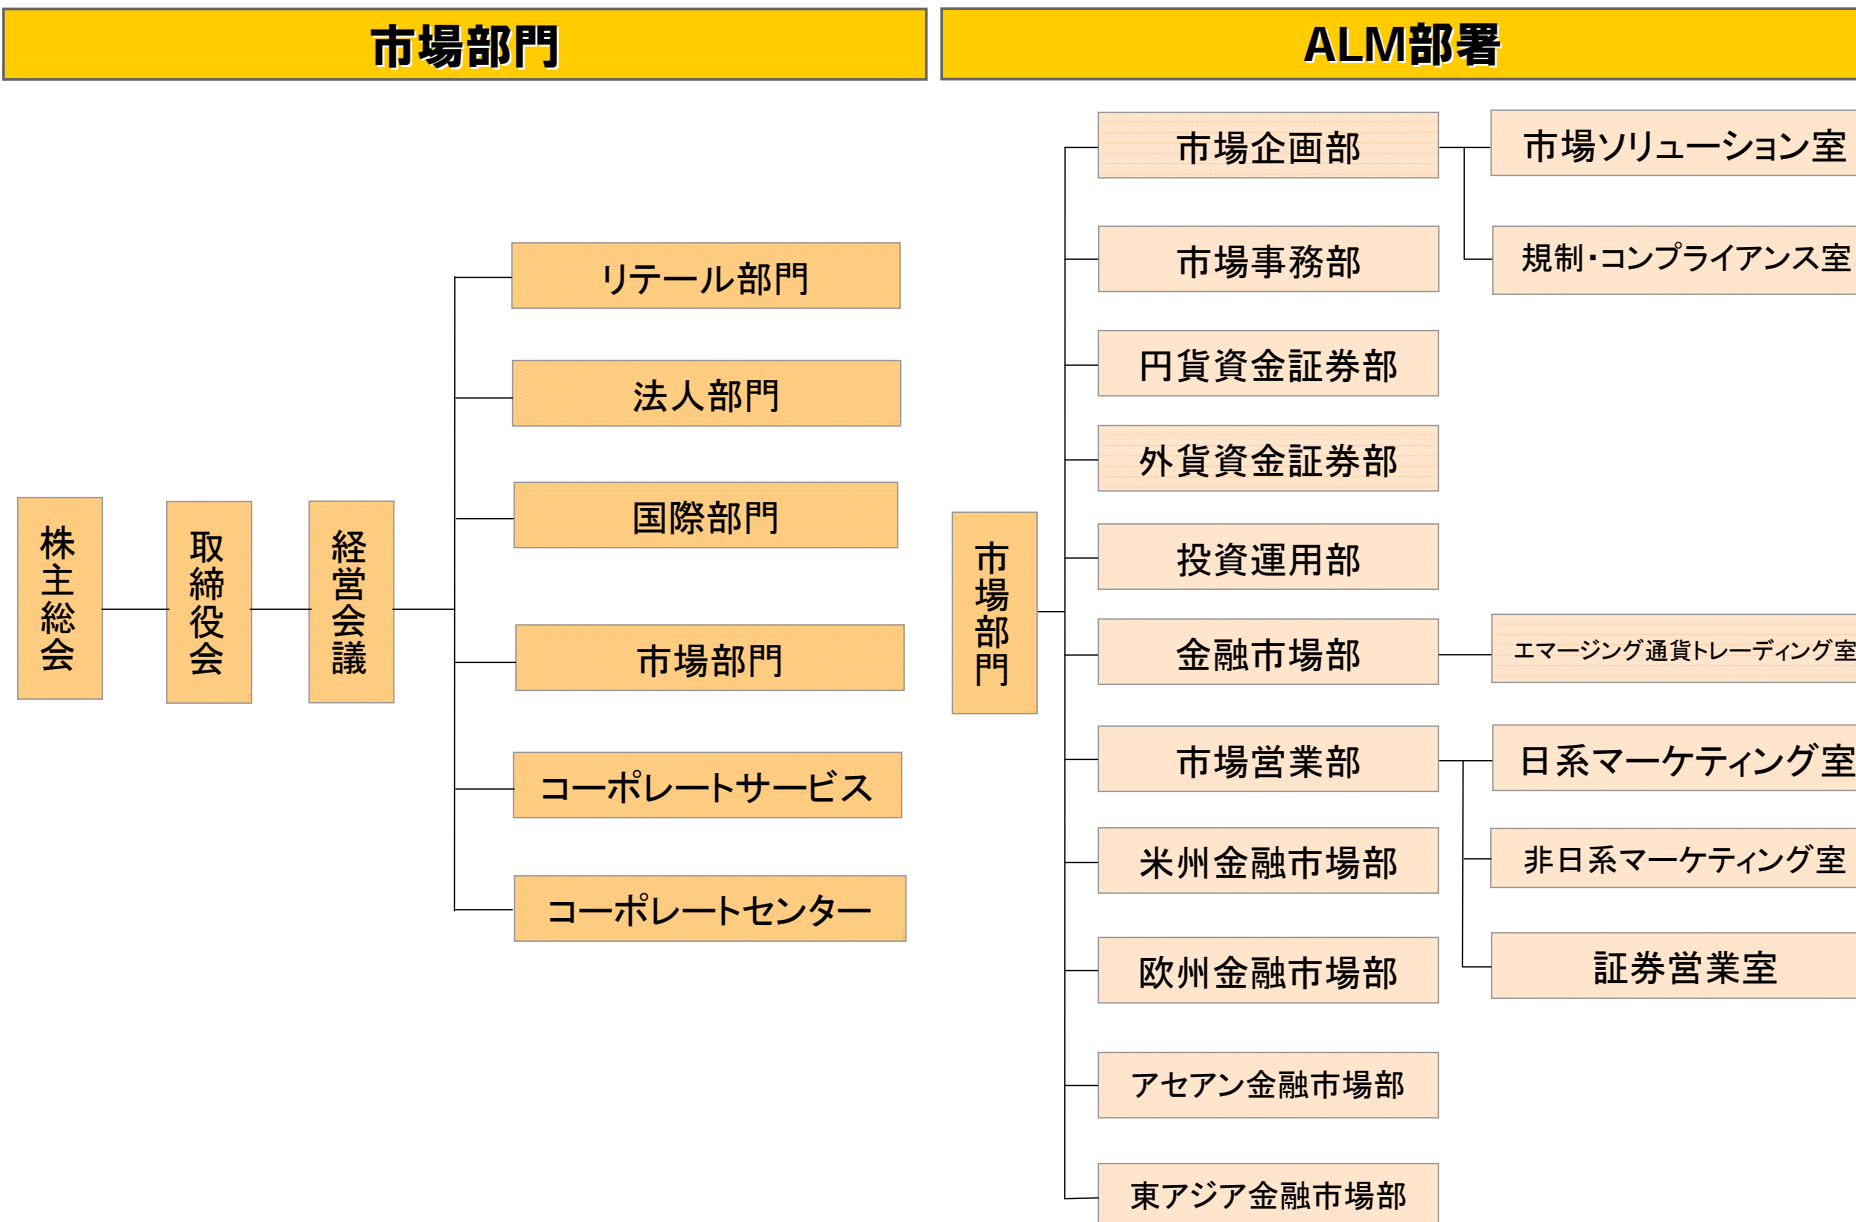 市場部門
ALM部署
株主総会
取締役会
経営会議
リテール部門
法人部門
国際部門
市場部門
コーポレートサービス
コーポレートセンター
市場部門
市場企画部
市場事務部
円貨資金証券部
外貨資金証券部
投資運用部
金融市場部
市場営業部
米州金融市場部
欧州金融市場部
アセアン金融市場部
東アジア金融市場部
市場ソリューション室
規制・コンプライアンス室
エマージング通貨トレーディング室
日系マーケティング室
非日系マーケティング室
証券営業室